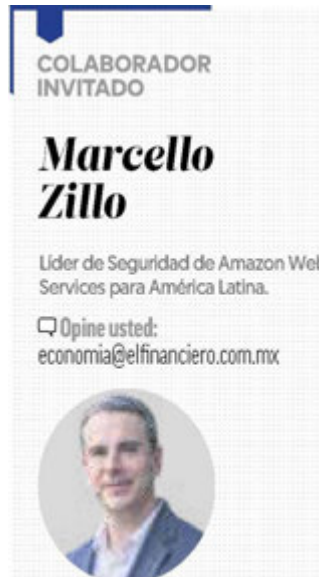 COLABORADOR
INVITADO
Marcello
Zillo
Líder de Seguridad de Amazon Web
Services para América Latina.
Opine usted:
economia@elfinanciero.com.mx